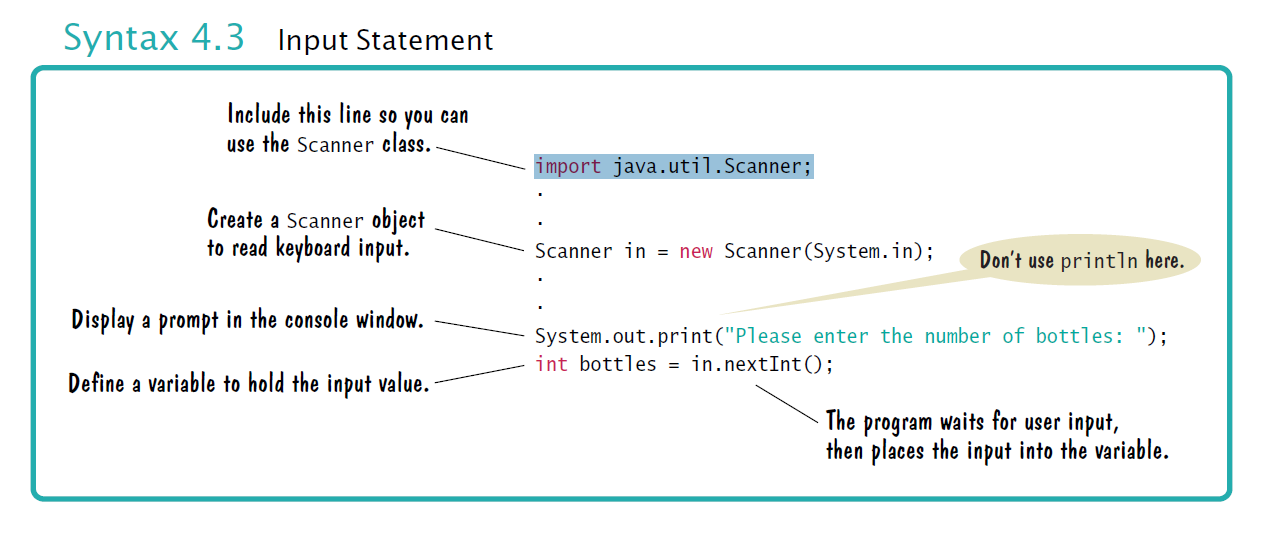 Syntax 4.3 Input Statement
Include this line so you can
use the Scanner class.
import java.util.Scanner;
.
.
Create a Scanner object
to read keyboard input.
Scanner in = new Scanner(System.in);
Don't use println here.
.
.
Display a prompt in the console window.
System.out.print("Please enter the number of bottles: ");
Define a variable to hold the input value.
int bottles = in.nextInt();
The program waits for user input,
then places the input into the variable.